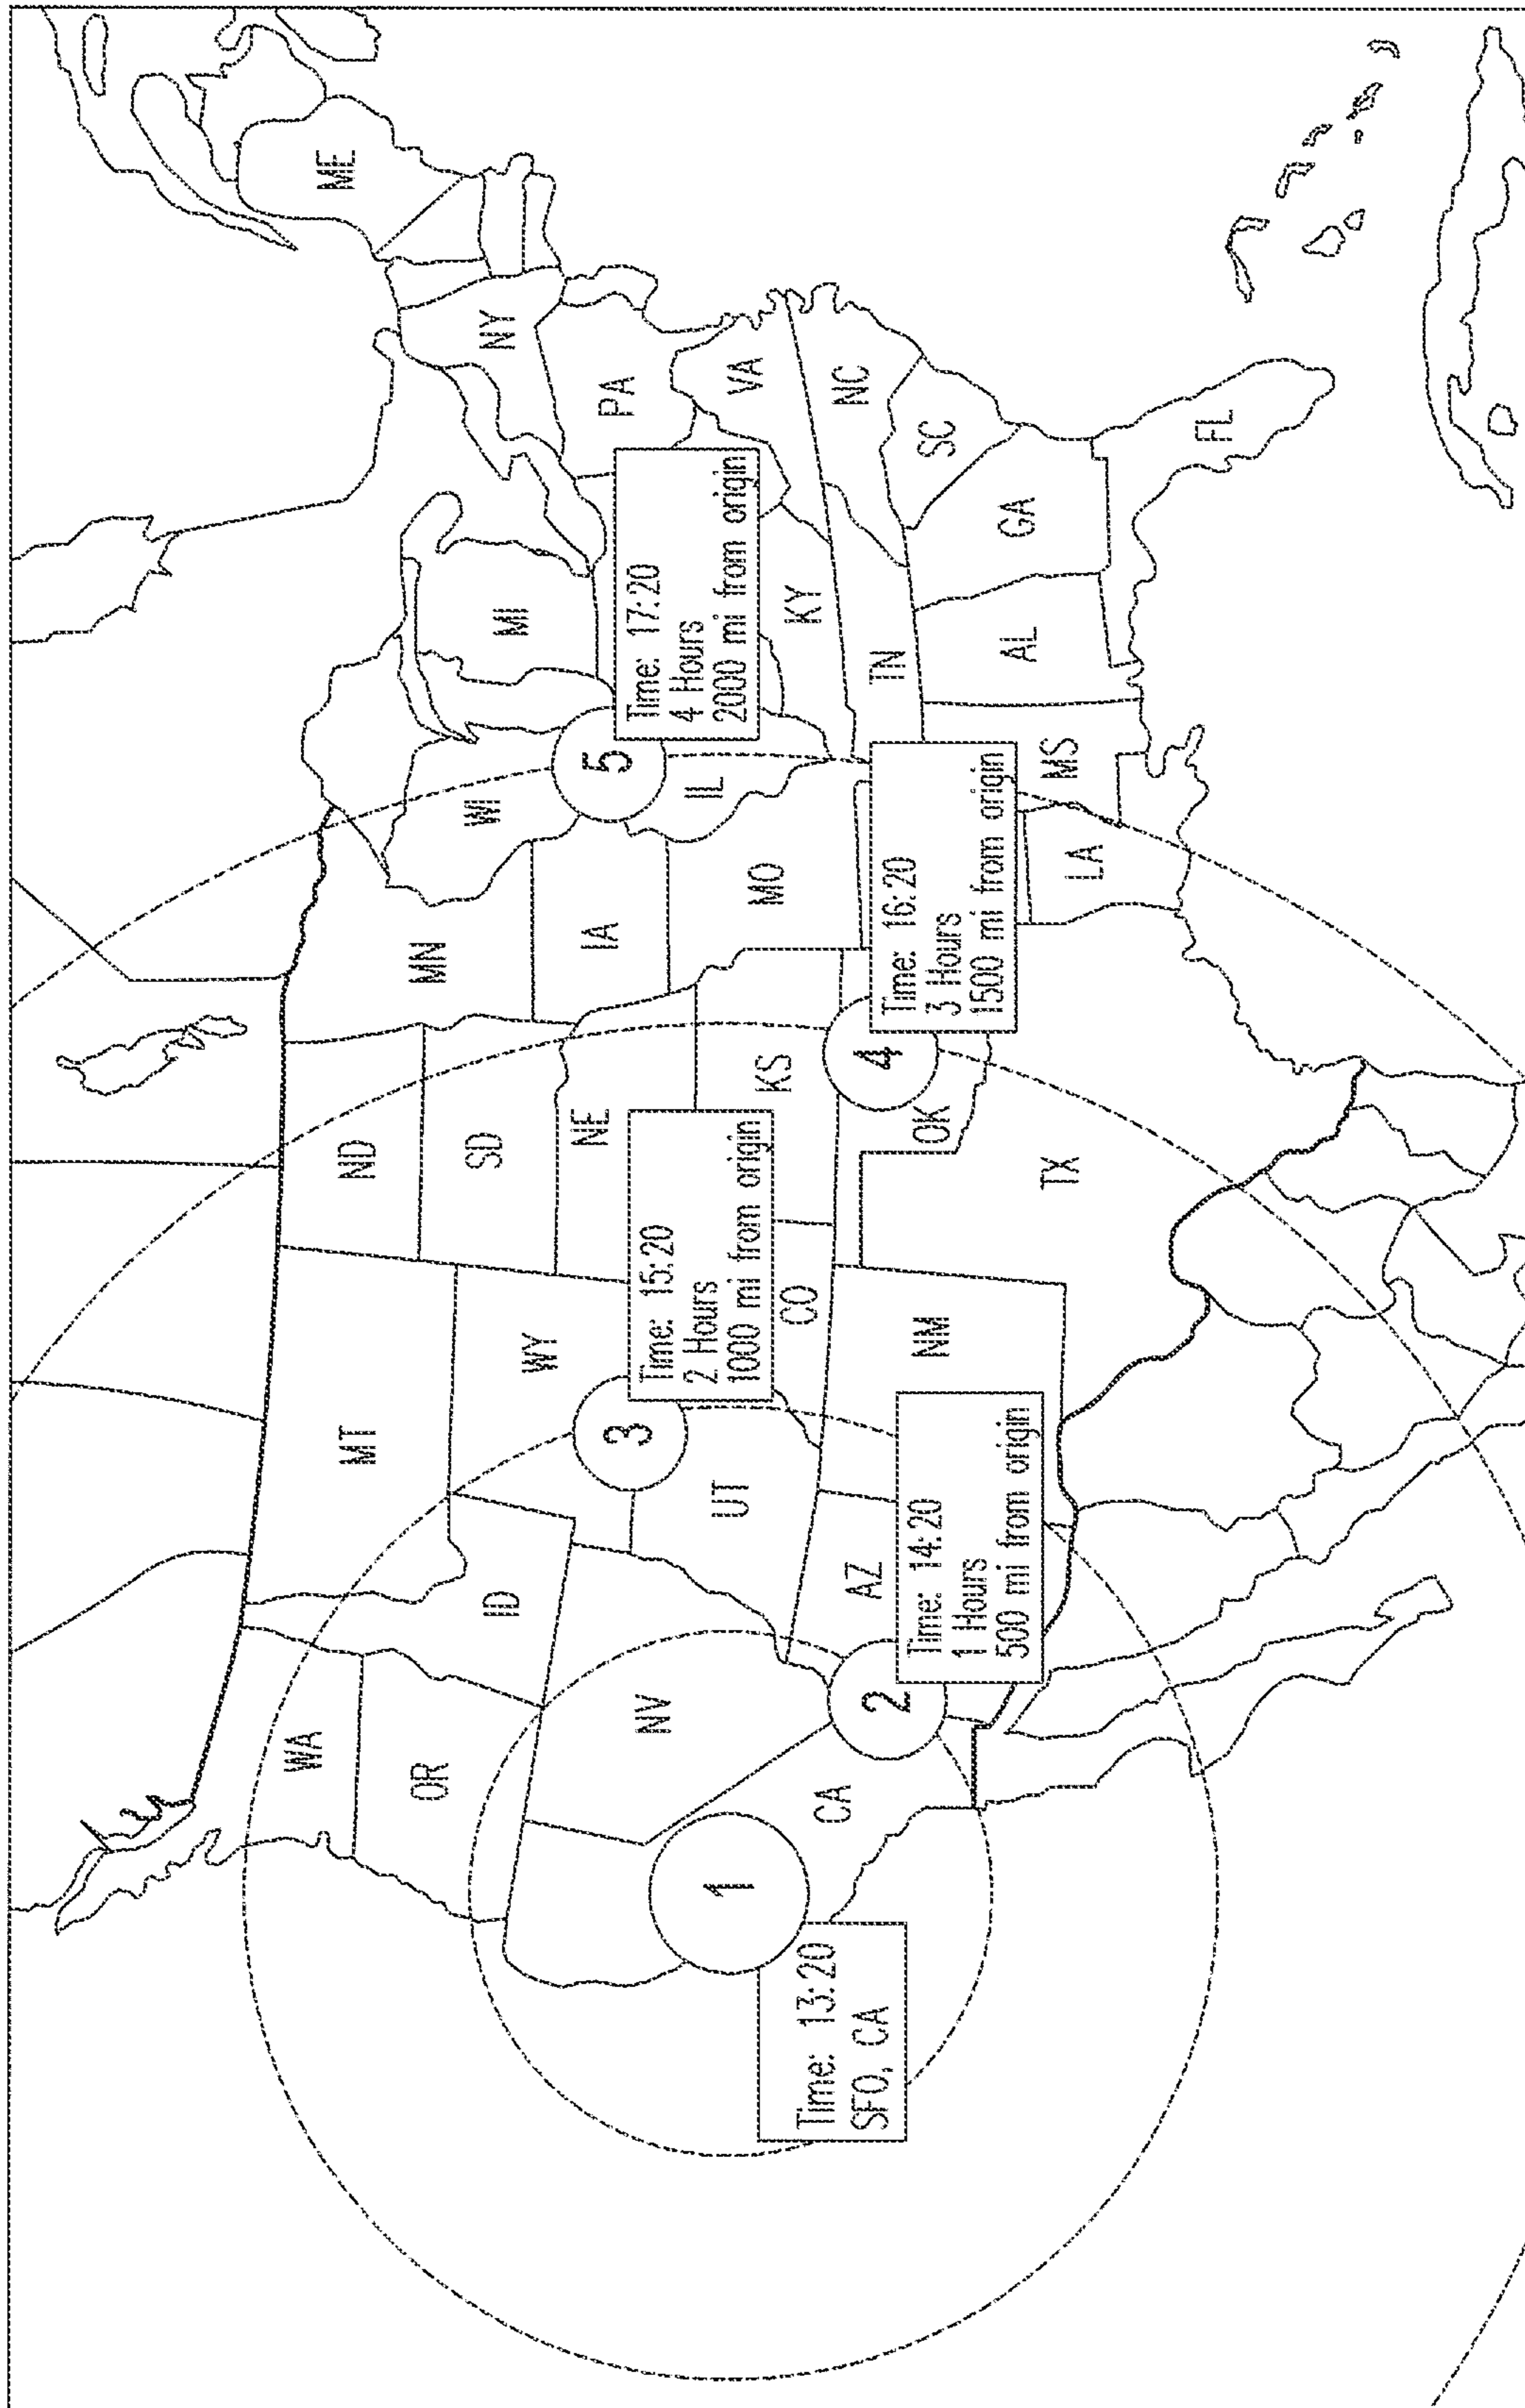 WA
OR
CA
NV
ID
MT
WY
UT
AZ
CO
NM
ND
SD
NE
KS
OK
TX
MN
IA
MO
LA
WI
IL
MS
MI
KY
TN
AL
GA
FL
SC
NC
VA
PA
NY
ME
1
Time: 13:20
SFO, CA
2
Time: 14:20
1 Hours
500 mi from origin
3
Time: 15:20
2 Hours
1000 mi from origin
4
Time: 16:20
3 Hours
1500 mi from origin
5
Time: 17:20
4 Hours
2000 mi from origin